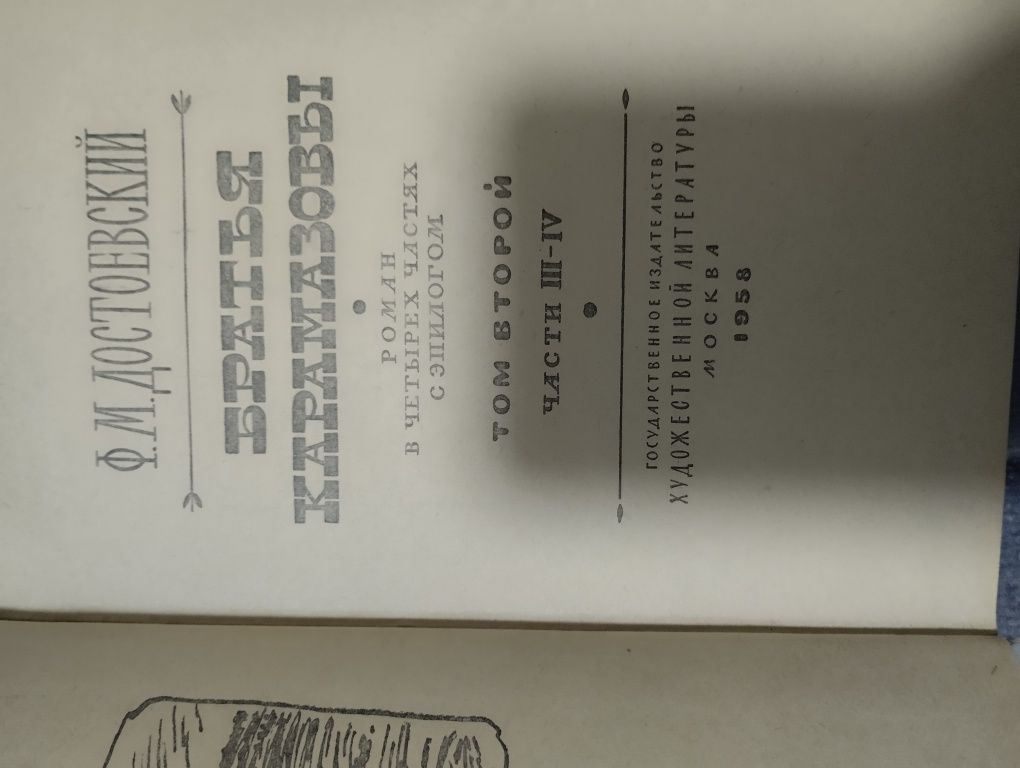 Ф. М. ДОСТОЕВСКИЙ
БРАТЬЯ
КАРАМАЗОВЫ
РОМАН
В ЧЕТЫРЕХ ЧАСТЯХ
С ЭПИЛОГОМ
ТОМ ВТОРОЙ
ЧАСТИ III–IV
ГОСУДАРСТВЕННОЕ ИЗДАТЕЛЬСТВО
ХУДОЖЕСТВЕННОЙ ЛИТЕРАТУРЫ
МОСКВА
1958